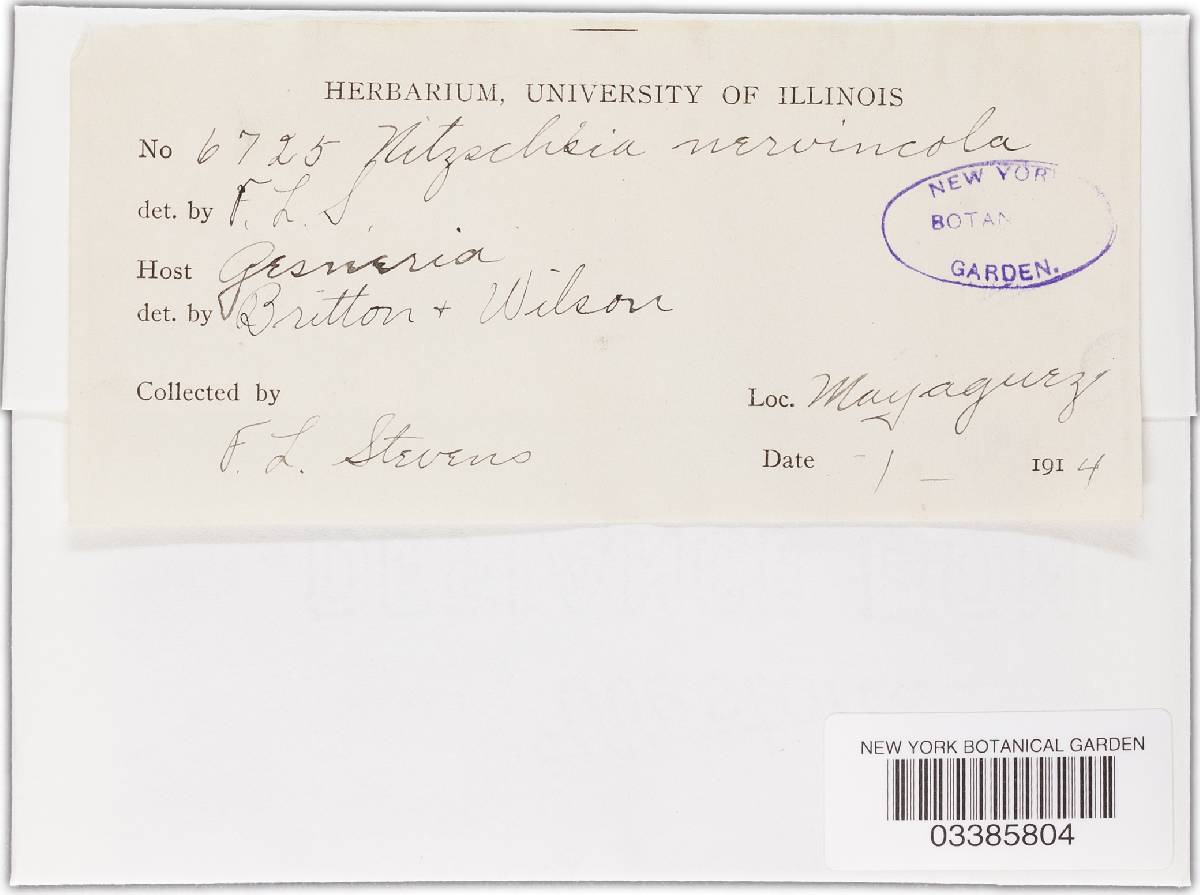 HERBARIUM, UNIVERSITY OF ILLINOIS
No 6725 Nitzschkia nervincola
det. by F. L. S.
NEW YOR
BOTAN
GARDEN.
Host Gesneria
det. by Britton + Wilson
Collected by
Loc. Mayaguez
F. L. Stevens
Date -1- 1914
NEW YORK BOTANICAL GARDEN
03385804